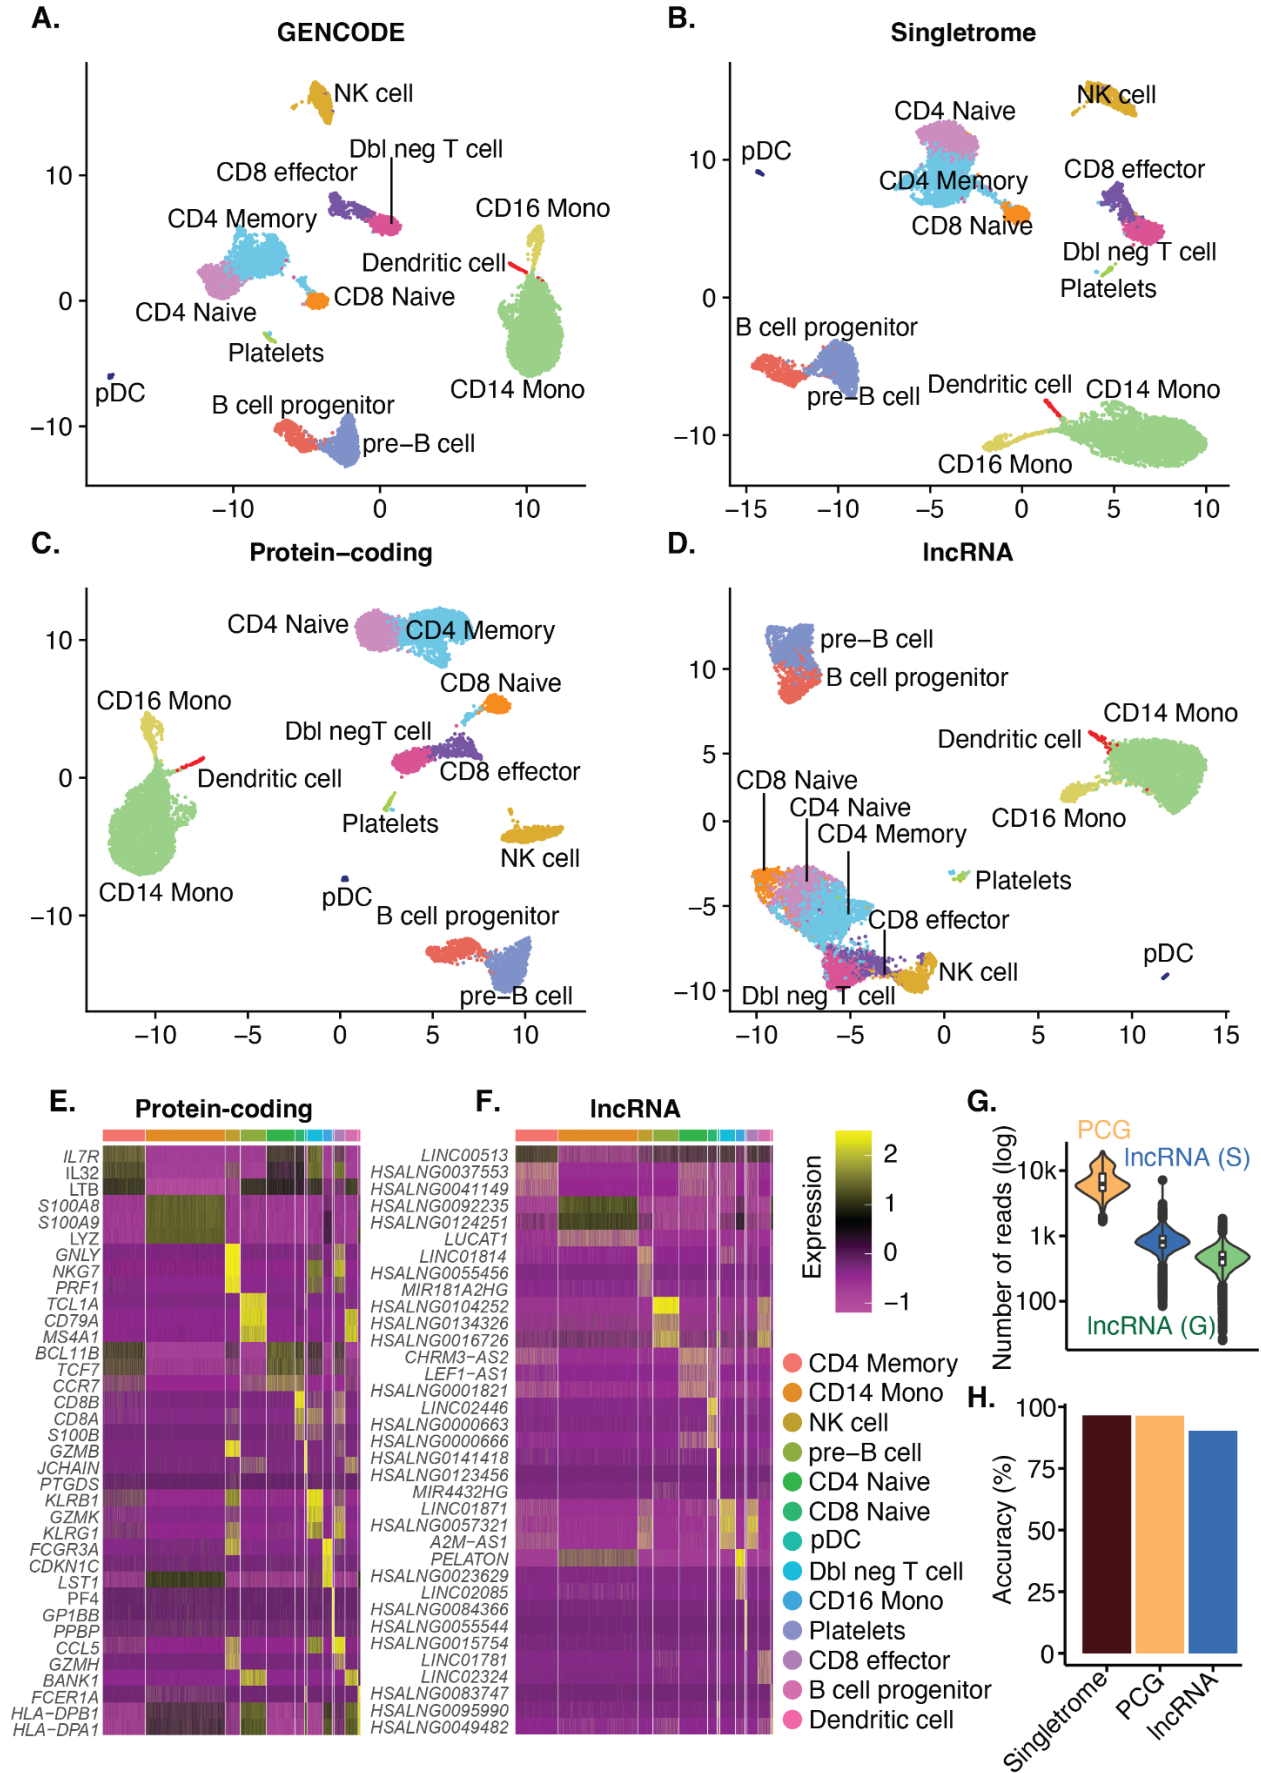 A.
GENCODE
NK cell
Dbl neg T cell
CD8 effector
CD4 Memory
CD16 Mono
Dendritic cell
CD8 Naive
CD4 Naive
Platelets
pDC
CD14 Mono
B cell progenitor
pre−B cell
10
0
−10
−10
0
10
B.
Singletrome
NK cell
CD4 Naive
pDC
CD8 effector
CD4 Memory
CD8 Naive
Dbl neg T cell
Platelets
B cell progenitor
Dendritic cell
CD14 Mono
pre−B cell
CD16 Mono
10
0
−10
−15
−10
−5
0
5
10
C.
Protein−coding
CD4 Naive
CD4 Memory
CD8 Naive
CD16 Mono
Dbl negT cell
Dendritic cell
CD8 effector
Platelets
NK cell
CD14 Mono
pDC
B cell progenitor
pre−B cell
10
0
−10
−10
−5
0
5
10
D.
lncRNA
pre−B cell
B cell progenitor
CD14 Mono
Dendritic cell
CD8 Naive
CD4 Naive
CD16 Mono
CD4 Memory
Platelets
CD8 effector
pDC
NK cell
Dbl neg T cell
10
5
0
−5
−10
−10
−5
0
5
10
15
E.
Protein-coding
IL7R
IL32
LTB
S100A8
S100A9
LYZ
GNLY
NKG7
PRF1
TCL1A
CD79A
MS4A1
BCL11B
TCF7
CCR7
CD8B
CD8A
S100B
GZMB
JCHAIN
PTGDS
KLRB1
GZMK
KLRG1
FCGR3A
CDKN1C
LST1
PF4
GP1BB
PPBP
CCL5
GZMH
BANK1
FCER1A
HLA−DPB1
HLA−DPA1
F.
lncRNA
LINC00513
HSALNG0037553
HSALNG0041149
HSALNG0092235
HSALNG0124251
LUCAT1
LINC01814
HSALNG0055456
MIR181A2HG
HSALNG0104252
HSALNG0134326
HSALNG0016726
CHRM3−AS2
LEF1−AS1
HSALNG0001821
LINC02446
HSALNG0000663
HSALNG0000666
HSALNG0141418
HSALNG0123456
MIR4432HG
LINC01871
HSALNG0057321
A2M−AS1
PELATON
HSALNG0023629
LINC02085
HSALNG0084366
HSALNG0055544
HSALNG0015754
LINC01781
LINC02324
HSALNG0083747
HSALNG0095990
HSALNG0049482
Expression
2
1
0
−1
CD4 Memory
CD14 Mono
NK cell
pre−B cell
CD4 Naive
CD8 Naive
pDC
Dbl neg T cell
CD16 Mono
Platelets
CD8 effector
B cell progenitor
Dendritic cell
G.
PCG
lncRNA (S)
lncRNA (G)
Number of reads (log)
10k
1k
100
H.
Accuracy (%)
100
75
50
25
0
Singletrome
PCG
lncRNA